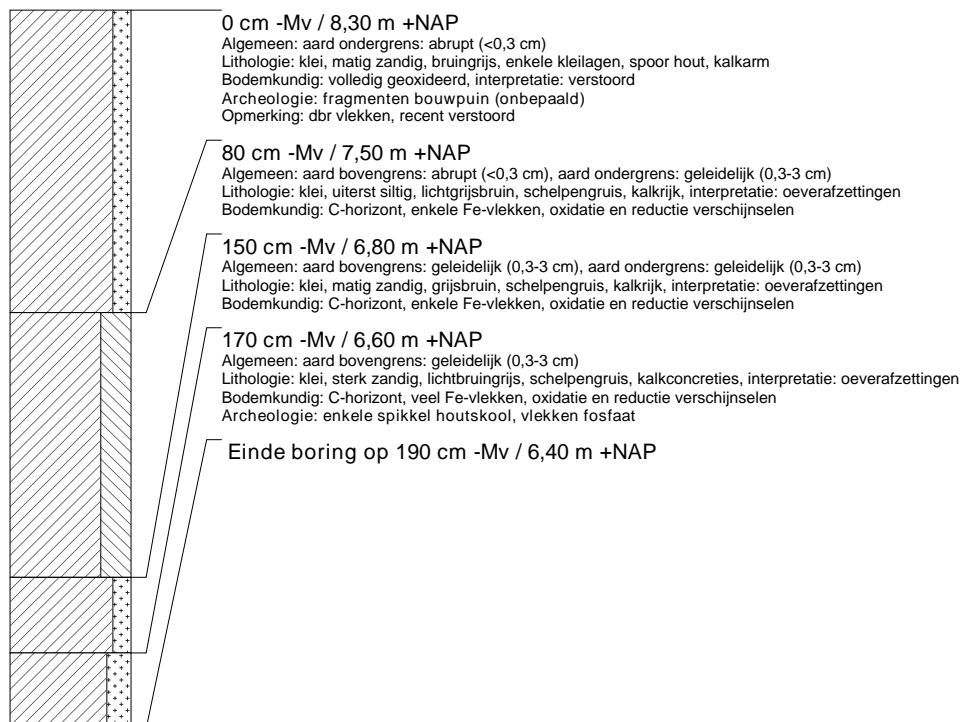 0 cm -Mv / 8,30 m +NAP
Algemeen: aard ondergrens: abrupt (<0,3 cm)
Lithologie: klei, matig zandig, bruingrijs, enkele kleilagen, spoor hout, kalkarm
Bodemkundig: volledig geoxideerd, interpretatie: verstoord
Archeologie: fragmenten bouwpuin (onbepaald)
Opmerking: dbr vlekken, recent verstoord
80 cm -Mv / 7,50 m +NAP
Algemeen: aard bovengrens: abrupt (<0,3 cm), aard ondergrens: geleidelijk (0,3-3 cm)
Lithologie: klei, uiterst siltig, lichtgrijsbruin, schelpengruis, kalkrijk, interpretatie: oeverafzettingen
Bodemkundig: C-horizont, enkele Fe-vlekken, oxidatie en reductie verschijnselen
150 cm -Mv / 6,80 m +NAP
Algemeen: aard bovengrens: geleidelijk (0,3-3 cm), aard ondergrens: geleidelijk (0,3-3 cm)
Lithologie: klei, matig zandig, grijsbruin, schelpengruis, kalkrijk, interpretatie: oeverafzettingen
Bodemkundig: C-horizont, enkele Fe-vlekken, oxidatie en reductie verschijnselen
170 cm -Mv / 6,60 m +NAP
Algemeen: aard bovengrens: geleidelijk (0,3-3 cm)
Lithologie: klei, sterk zandig, lichtbruingrijs, schelpengruis, kalkconcreties, interpretatie: oeverafzettingen
Bodemkundig: C-horizont, veel Fe-vlekken, oxidatie en reductie verschijnselen
Archeologie: enkele spikkel houtskool, vlekken fosfaat
Einde boring op 190 cm -Mv / 6,40 m +NAP